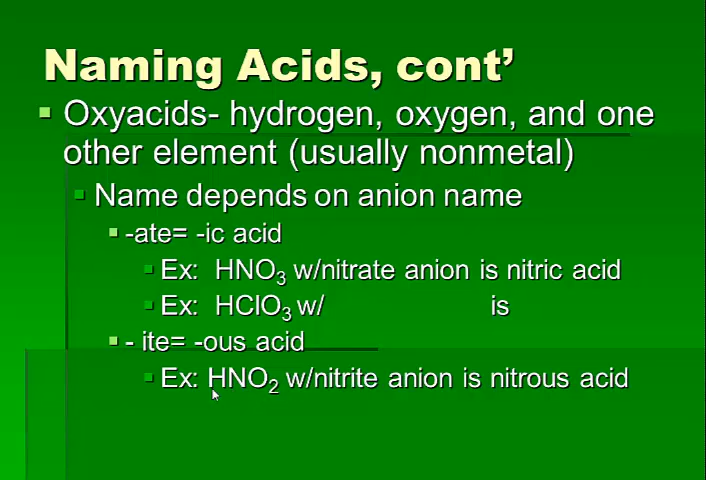 Naming Acids, cont’
Oxyacids- hydrogen, oxygen, and one
other element (usually nonmetal)
Name depends on anion name
-ate= -ic acid
Ex: HNO₃ w/nitrate anion is nitric acid
Ex: HClO₃ w/ is
- ite= -ous acid
Ex: HNO₂ w/nitrite anion is nitrous acid